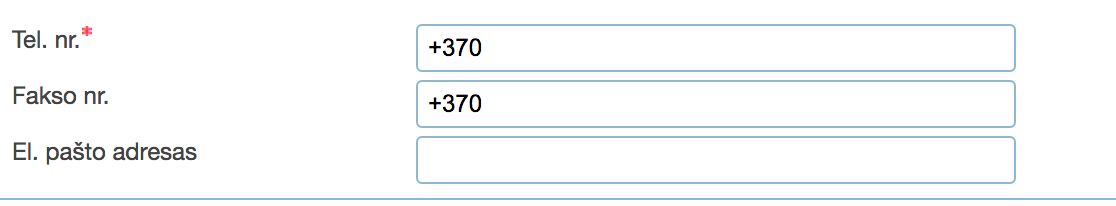 Tel. nr.* +370
Fakso nr. +370
El. pašto adresas